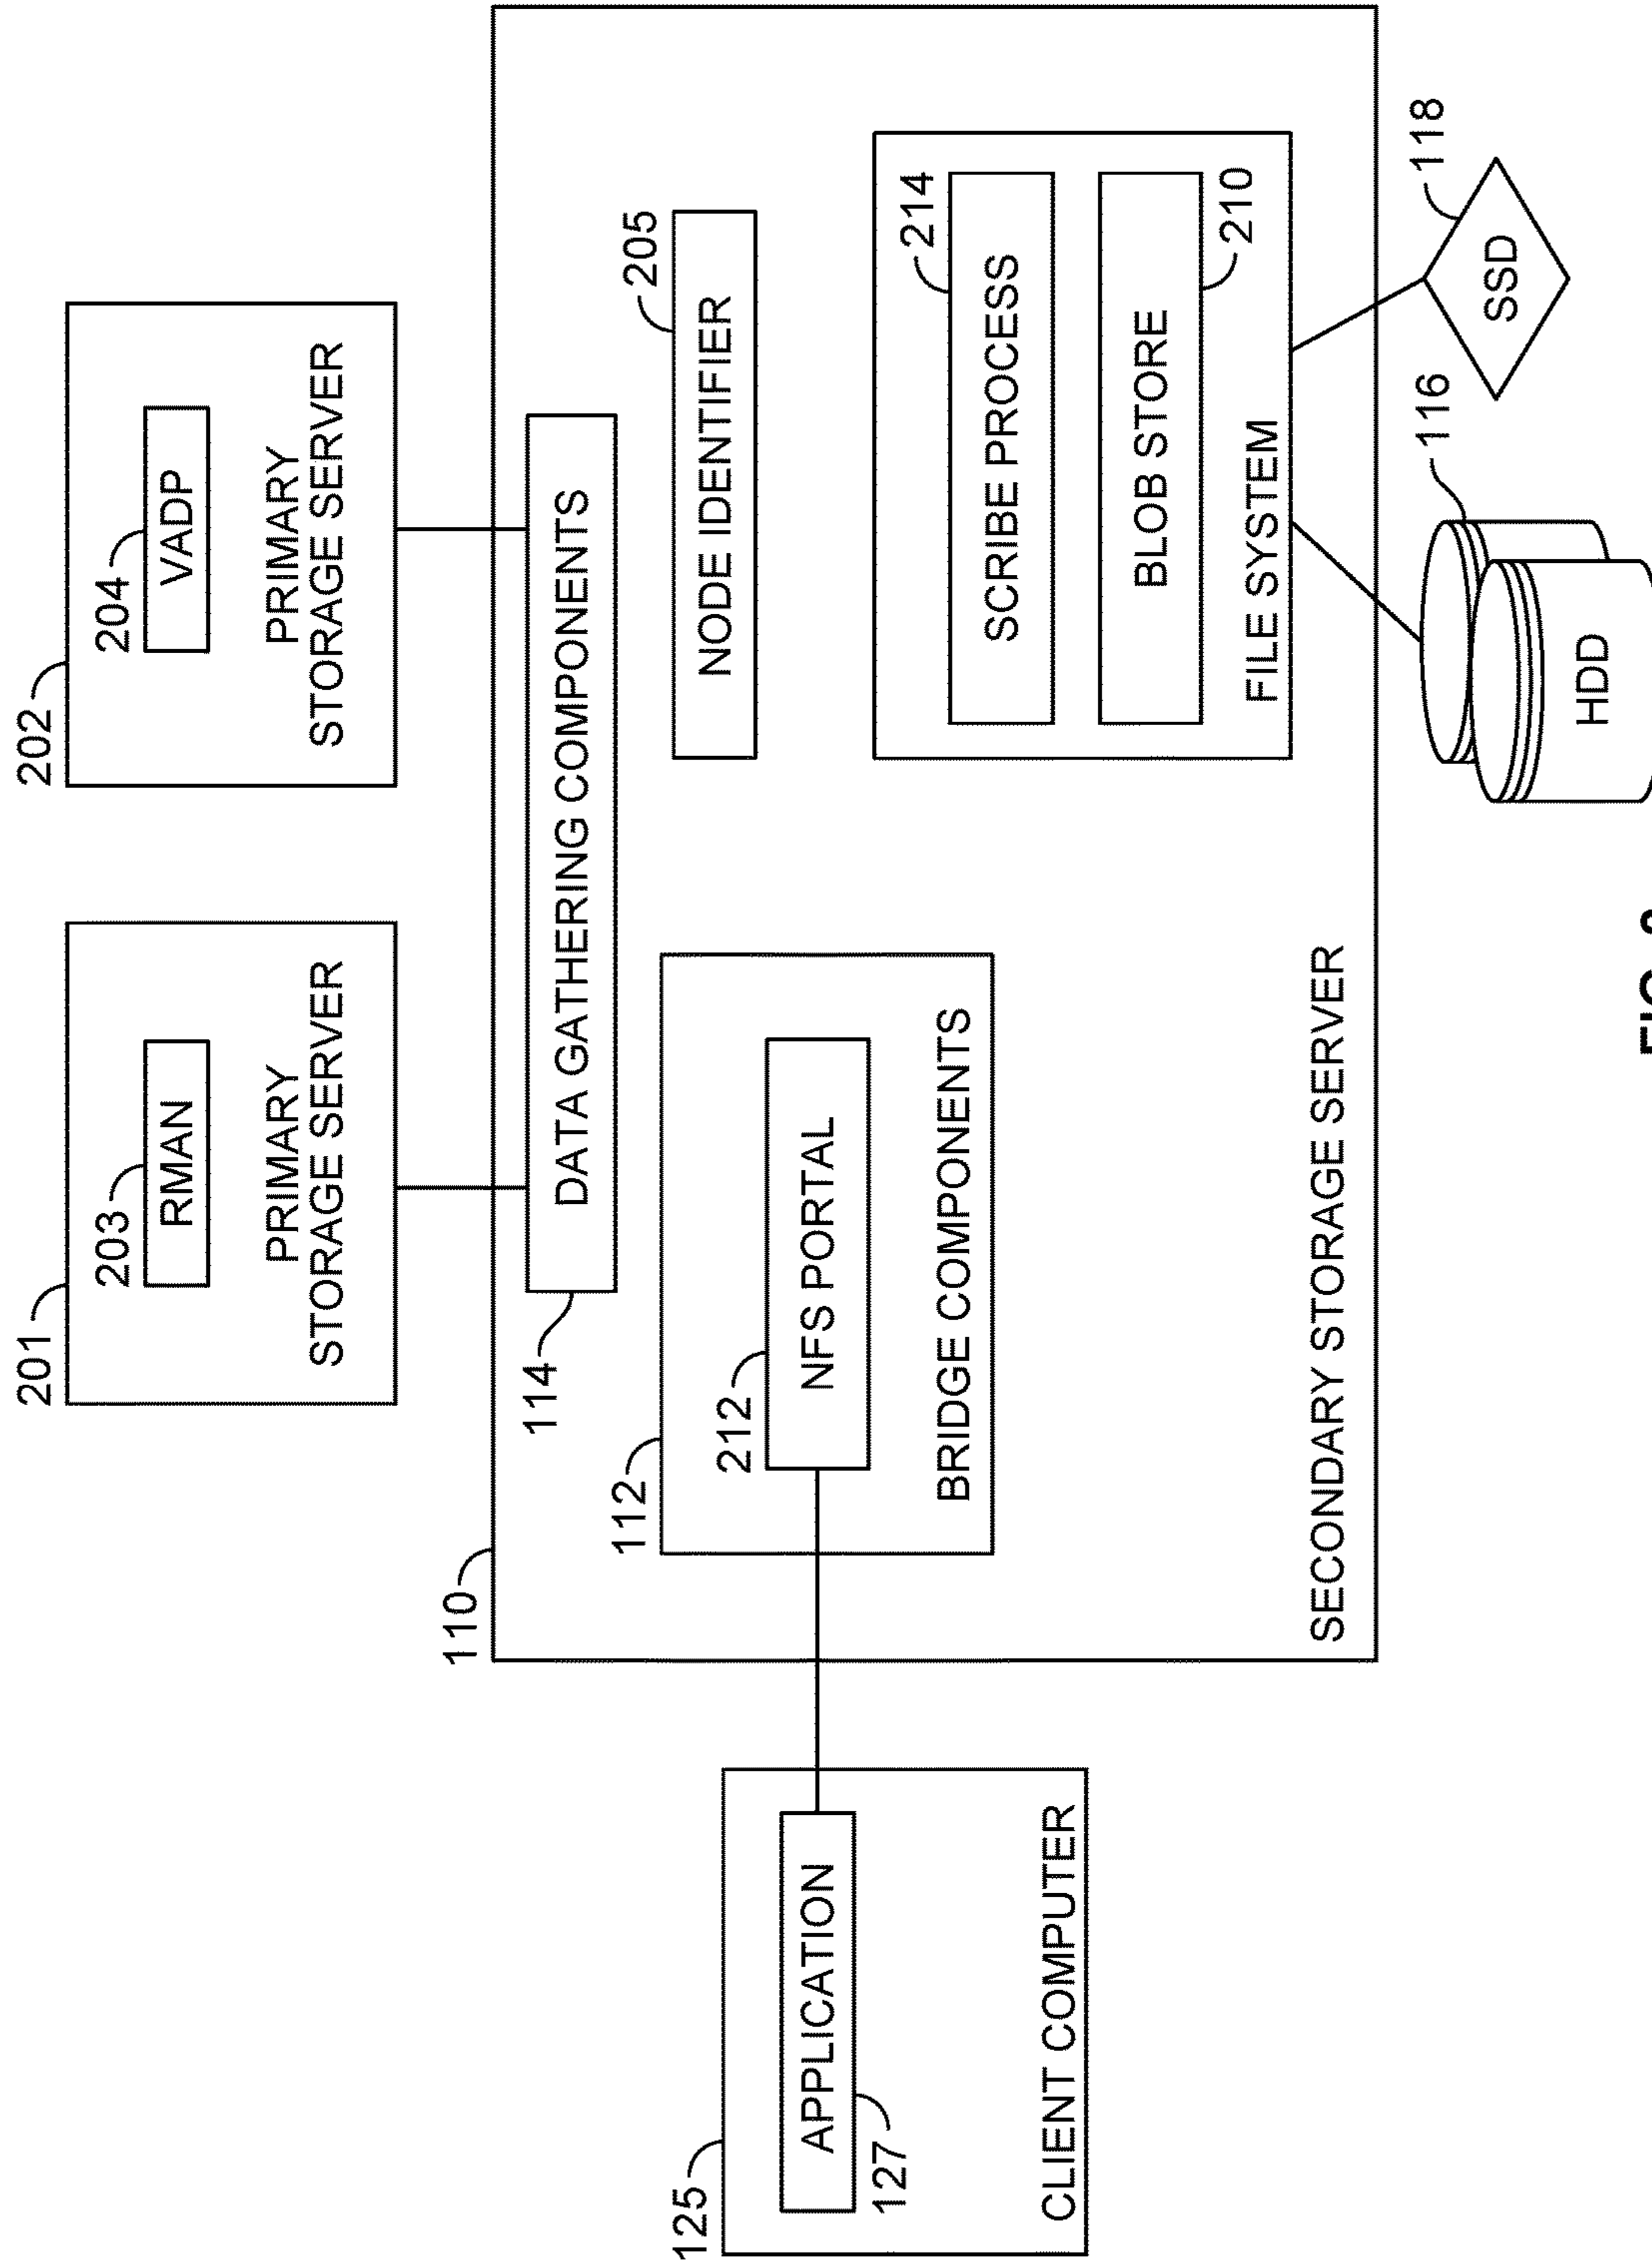 201
202
203
204
RMAN
VADP
PRIMARY
STORAGE SERVER
PRIMARY
STORAGE SERVER
110
114
DATA GATHERING COMPONENTS
112
205
125
NODE IDENTIFIER
212
APPLICATION
NFS PORTAL
127
214
BRIDGE COMPONENTS
SCRIBE PROCESS
CLIENT COMPUTER
BLOB STORE
210
FILE SYSTEM
SECONDARY STORAGE SERVER
116
118
SSD
HDD
FIG.